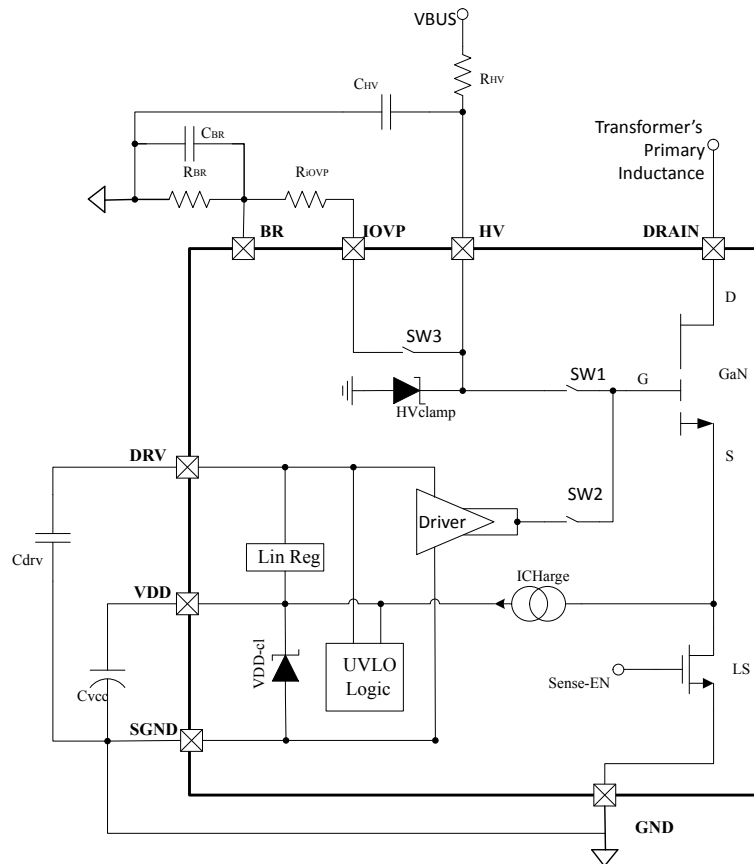 VBUS
RHV
CHV
CBR
Transformer's
Primary
Inductance
RBR
RiOVP
BR
IOVP
HV
DRAIN
D
SW3
SW1
G
GaN
HVclamp
DRV
S
SW2
Driver
Cdrv
Lin Reg
ICHarge
VDD
VDD-cl
UVLO
Logic
Sense-EN
LS
Cvcc
SGND
GND